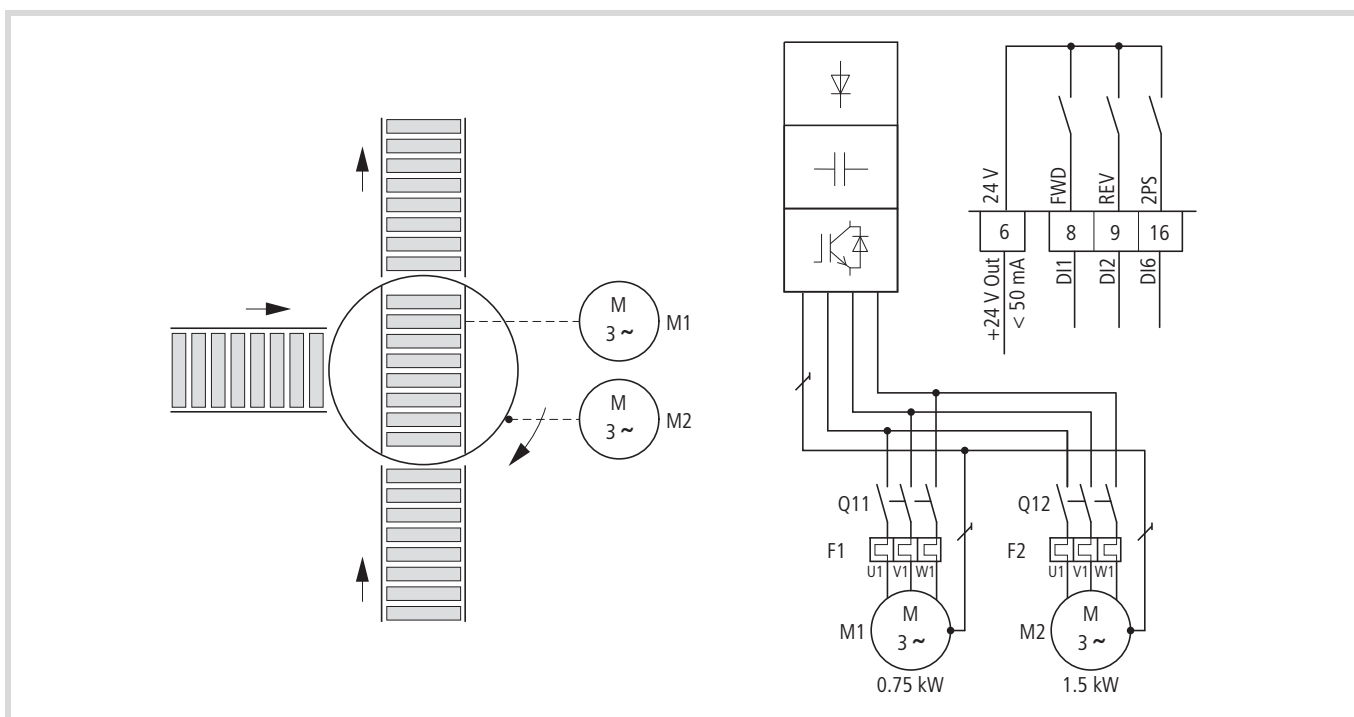 M
3 ~
M1
M
3 ~
M2
24 V
FWD
REV
2PS
6
8
9
16
+24 V Out
< 50 mA
DI1
DI2
DI6
Q11
Q12
F1
F2
U1 V1 W1
U1 V1 W1
M1
M
3 ~
M2
M
3 ~
0.75 kW
1.5 kW